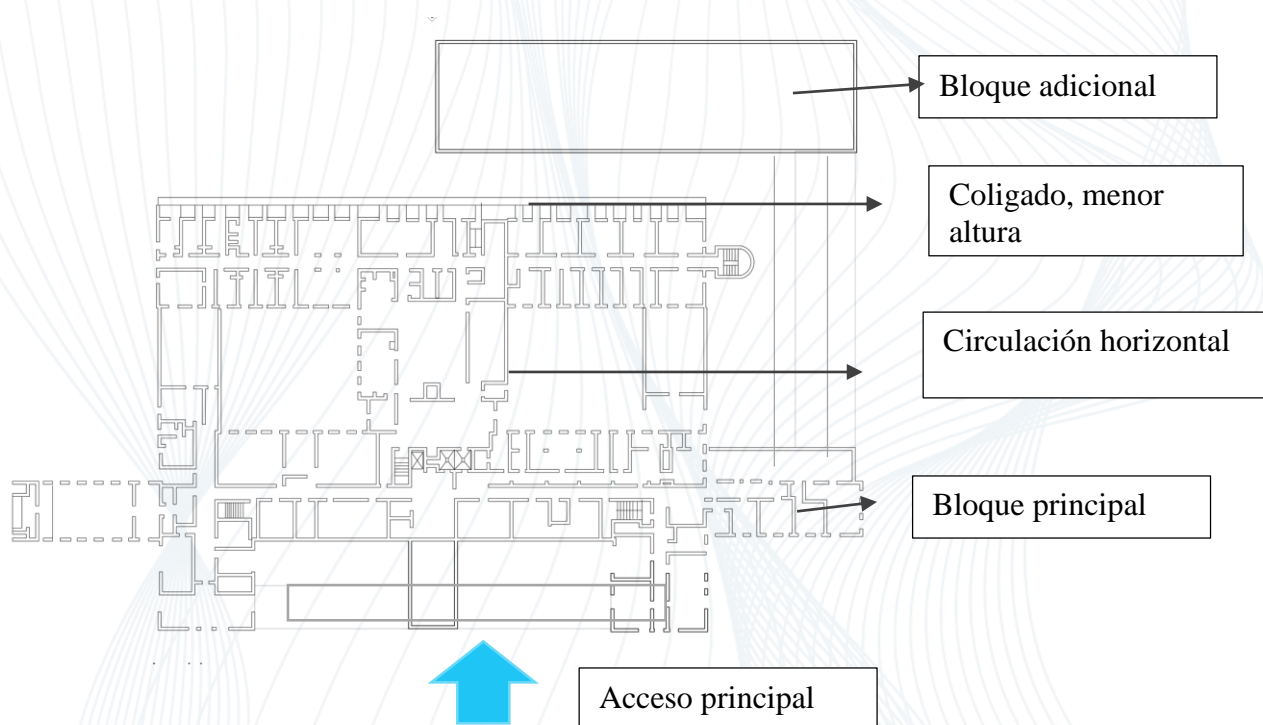 Bloque adicional
Coligado, menor
altura
Circulación horizontal
Bloque principal
Acceso principal